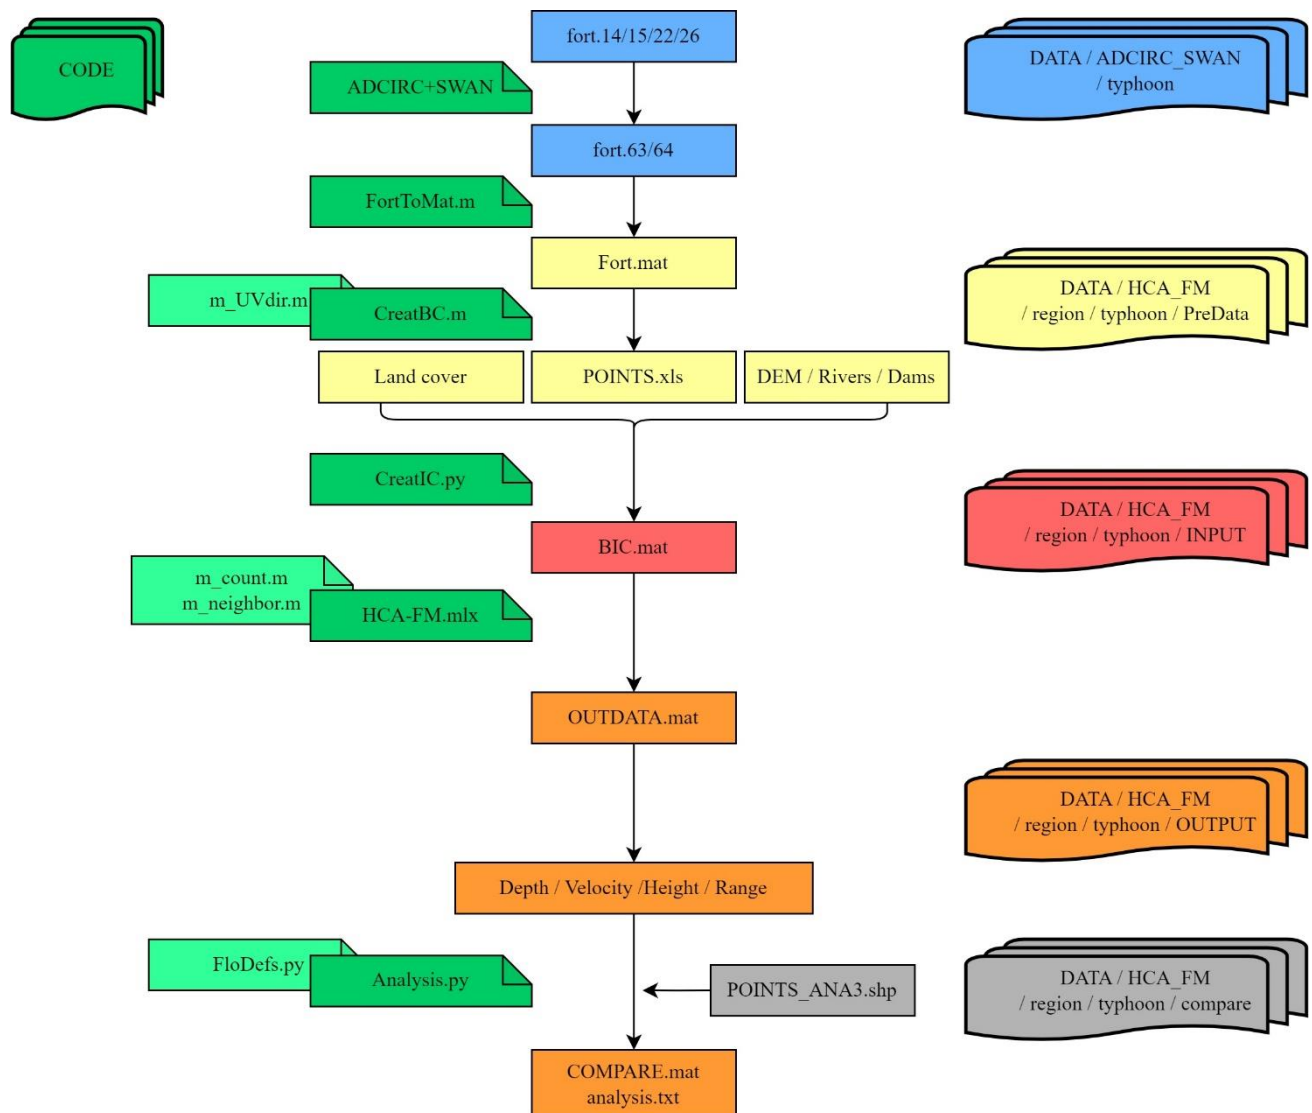 CODE
fort.14/15/22/26
DATA / ADCIRC_SWAN
/ typhoon
ADCIRC+SWAN
fort.63/64
FortToMat.m
Fort.mat
DATA / HCA_FM
/ region / typhoon / PreData
m_UVdir.m
CreatBC.m
Land cover
POINTS.xls
DEM / Rivers / Dams
CreatIC.py
DATA / HCA_FM
/ region / typhoon / INPUT
BIC.mat
m_count.m
m_neighbor.m
HCA-FM.mlx
OUTDATA.mat
DATA / HCA_FM
/ region / typhoon / OUTPUT
Depth / Velocity /Height / Range
FloDefs.py
Analysis.py
POINTS_ANA3.shp
DATA / HCA_FM
/ region / typhoon / compare
COMPARE.mat
analysis.txt